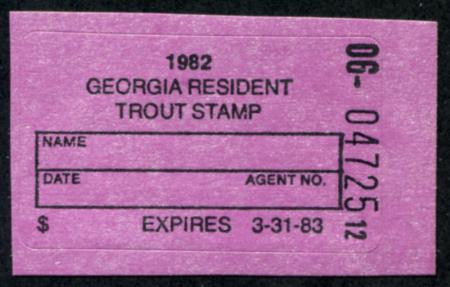 1982
GEORGIA RESIDENT
TROUT STAMP
NAME
DATE AGENT NO.
$ EXPIRES 3-31-83
06- 04725 12